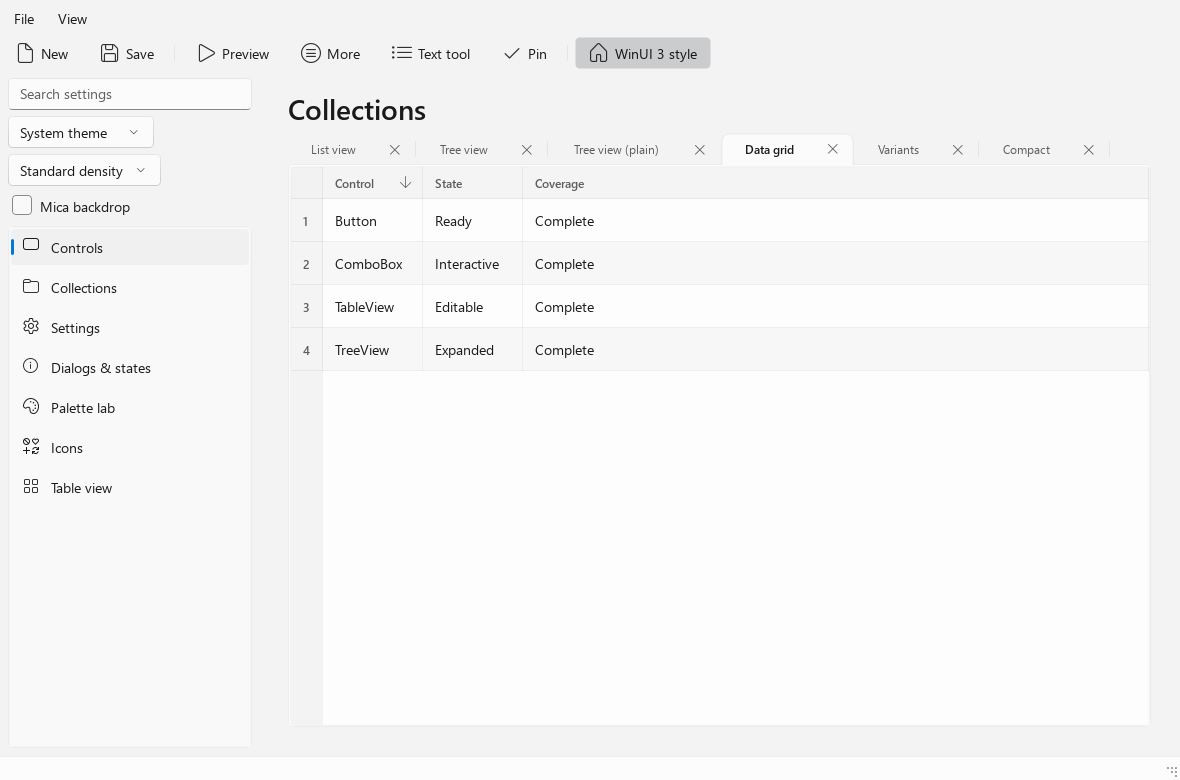 File View
New Save Preview More Text tool Pin WinUI 3 style
Search settings
System theme
Standard density
Mica backdrop
Controls
Collections
Settings
Dialogs & states
Palette lab
Icons
Table view
Collections
List view Tree view Tree view (plain) Data grid Variants Compact
Control State Coverage
1 Button Ready Complete
2 ComboBox Interactive Complete
3 TableView Editable Complete
4 TreeView Expanded Complete